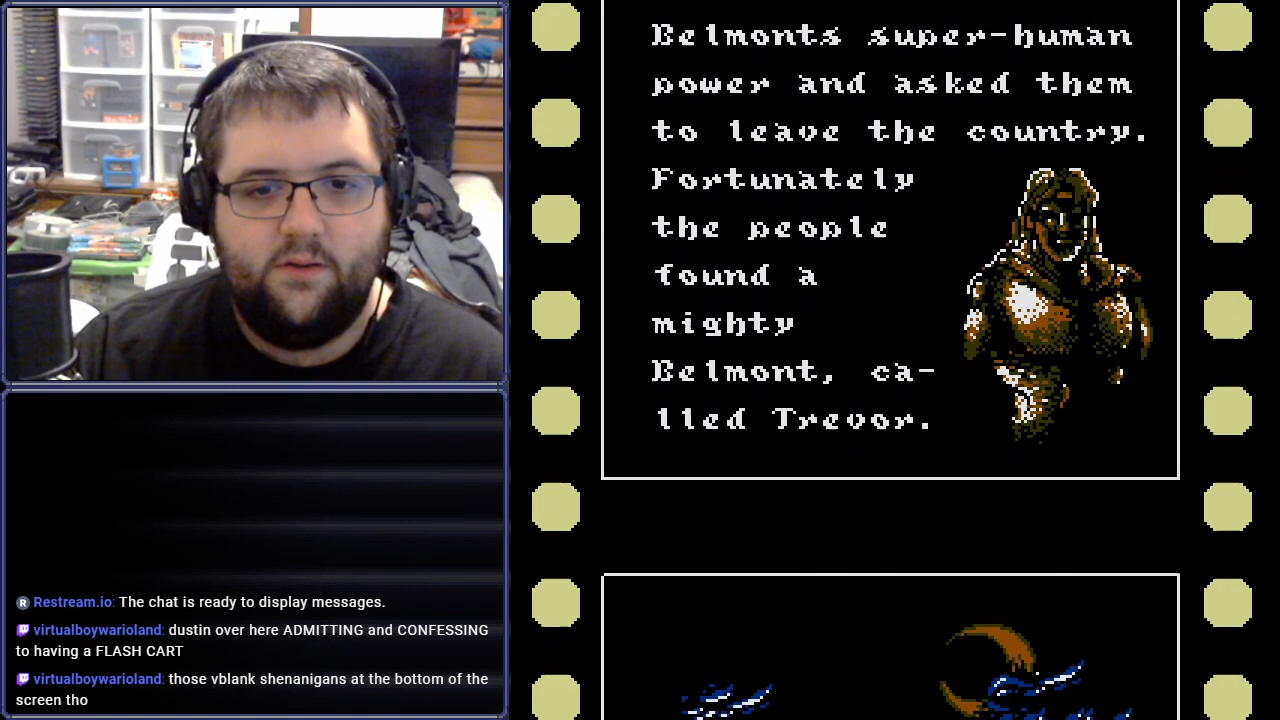 Belmonts super-human
power and asked them
to leave the country.
Fortunately
the people
found a
mighty
Belmont, ca-
lled Trevor.
Restream.io: The chat is ready to display messages.
virtualboywarioland: dustin over here ADMITTING and CONFESSING
to having a FLASH CART
virtualboywarioland: those vblank shenanigans at the bottom of the
screen tho